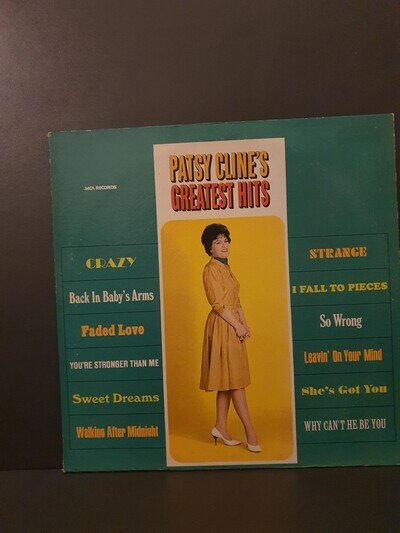 PATSY CLINE'S
GREATEST HITS
MCA RECORDS
CRAZY
Back In Baby's Arms
Faded Love
YOU'RE STRONGER THAN ME
Sweet Dreams
Walking After Midnight
STRANGE
I FALL TO PIECES
So Wrong
Leavin' On Your Mind
She's Got You
WHY CAN'T HE BE YOU